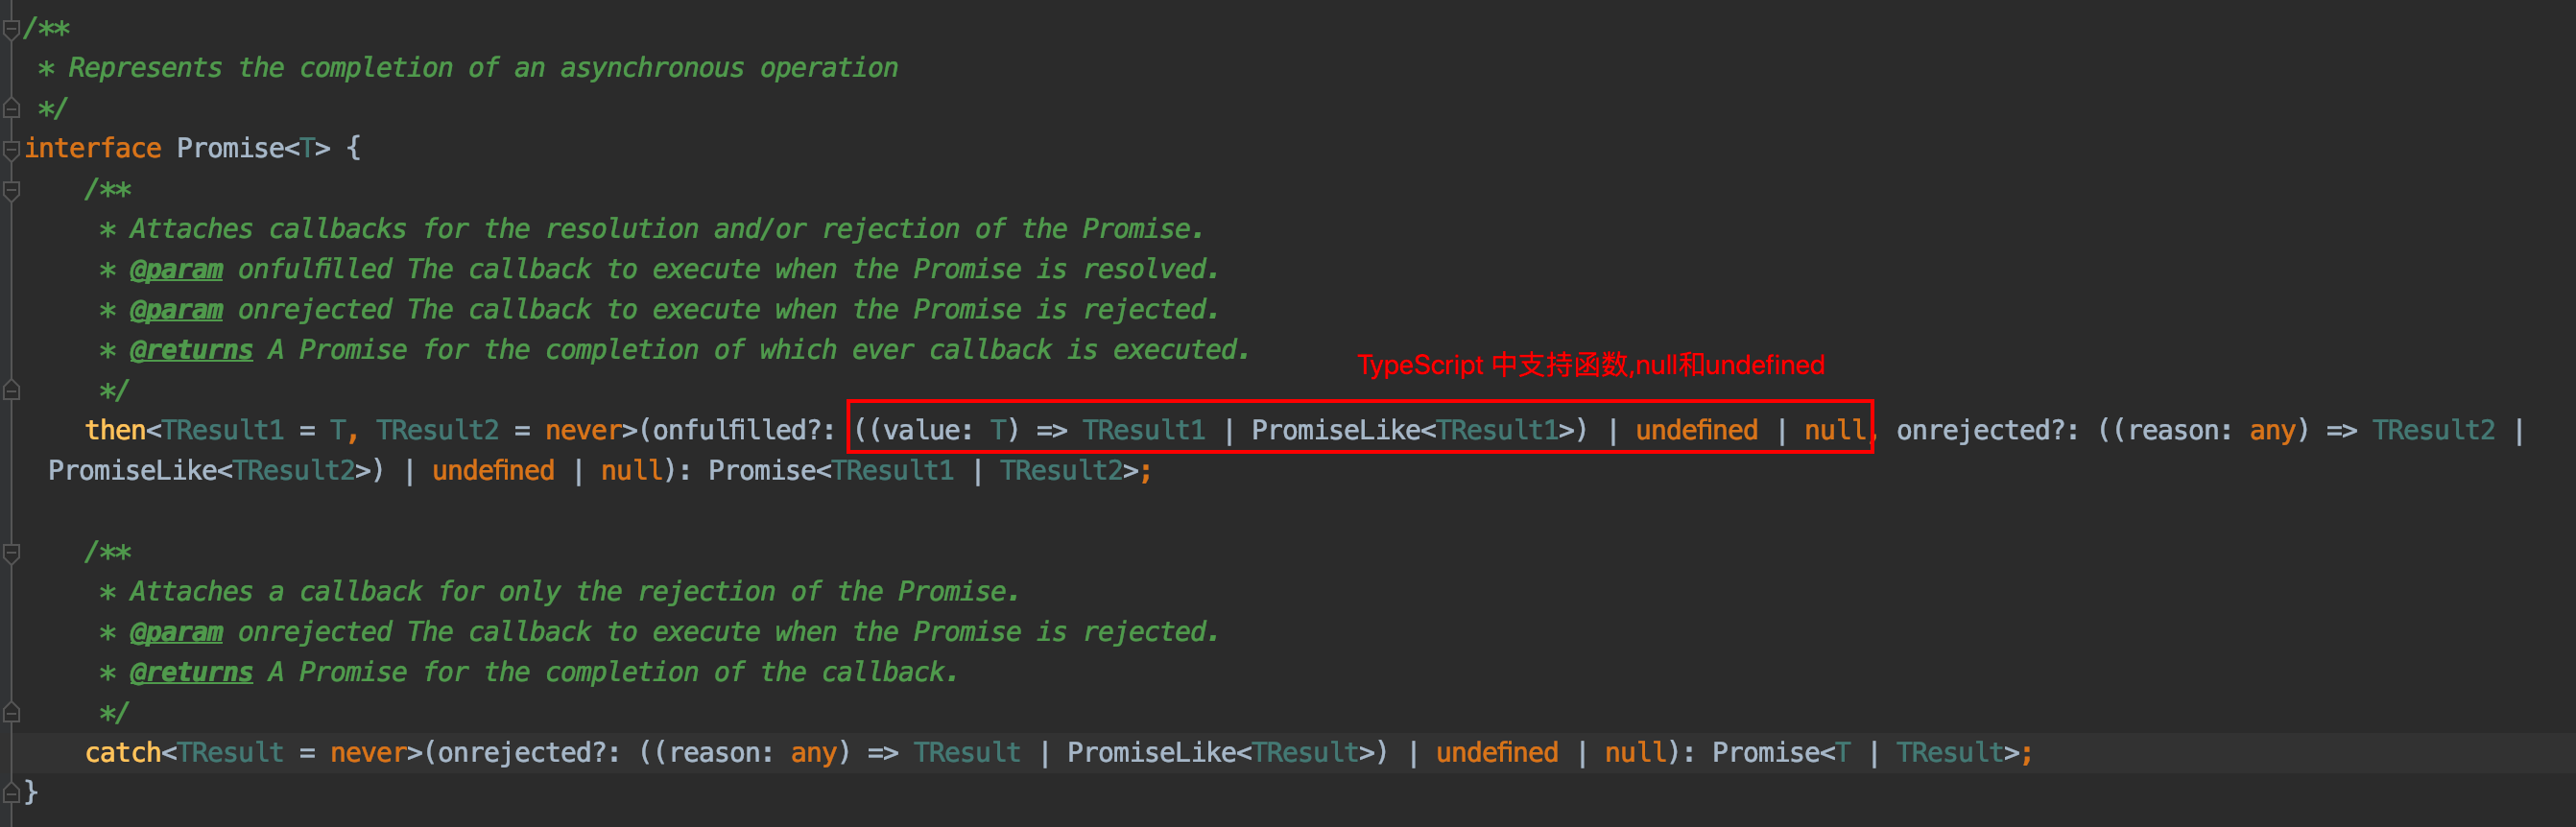 /**
* Represents the completion of an asynchronous operation
*/
interface Promise<T> {
/**
* Attaches callbacks for the resolution and/or rejection of the Promise.
* @param onfulfilled The callback to execute when the Promise is resolved.
* @param onrejected The callback to execute when the Promise is rejected.
* @returns A Promise for the completion of which ever callback is executed.
TypeScript 中支持函数,null和undefined
*/
then<TResult1 = T, TResult2 = never>(onfulfilled?: ((value: T) => TResult1 | PromiseLike<TResult1>) | undefined | null, onrejected?: ((reason: any) => TResult2 |
PromiseLike<TResult2>) | undefined | null): Promise<TResult1 | TResult2>;
/**
* Attaches a callback for only the rejection of the Promise.
* @param onrejected The callback to execute when the Promise is rejected.
* @returns A Promise for the completion of the callback.
*/
catch<TResult = never>(onrejected?: ((reason: any) => TResult | PromiseLike<TResult>) | undefined | null): Promise<T | TResult>;
}